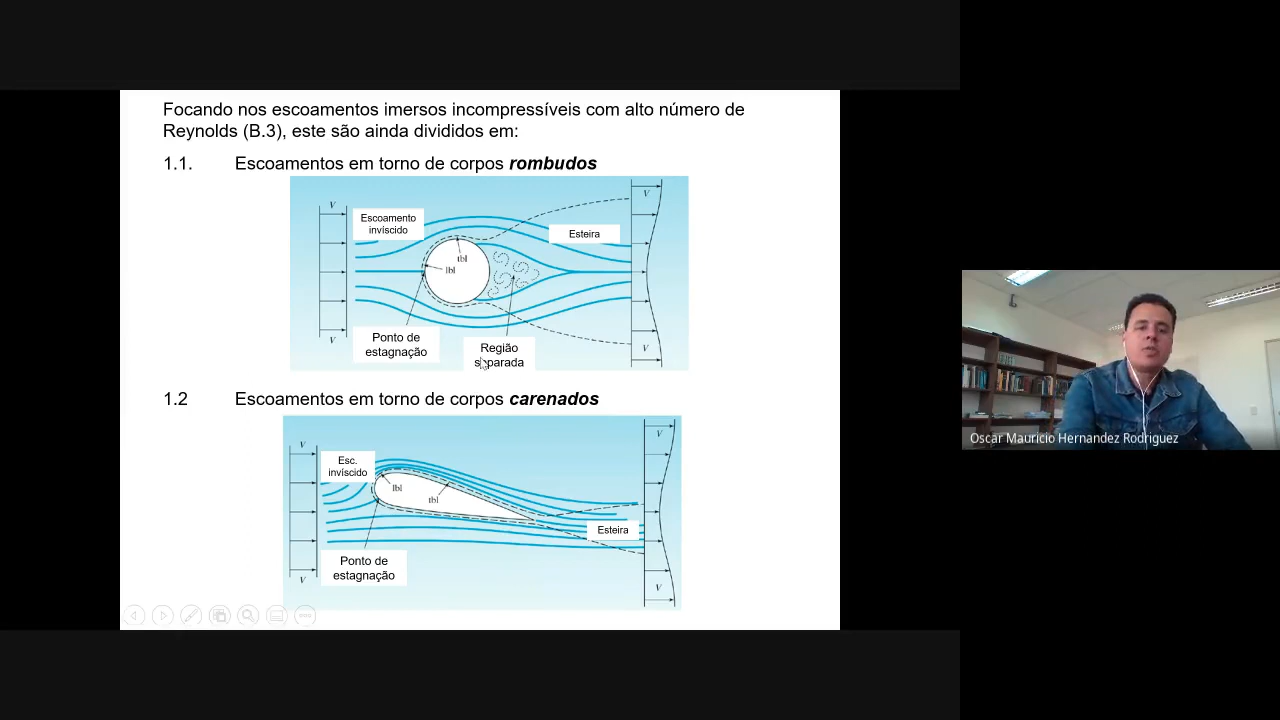 Focando nos escoamentos imersos incompressíveis com alto número de
Reynolds (B.3), este são ainda divididos em:
1.1. Escoamentos em torno de corpos rombudos
V
Escoamento
invíscido
tbl
lbl
Esteira
V
V
Ponto de
estagnação
Região
separada
V
1.2 Escoamentos em torno de corpos carenados
V
Esc.
invíscido
lbl
tbl
V
Esteira
Ponto de
estagnação
V
V
Oscar Mauricio Hernandez Rodriguez